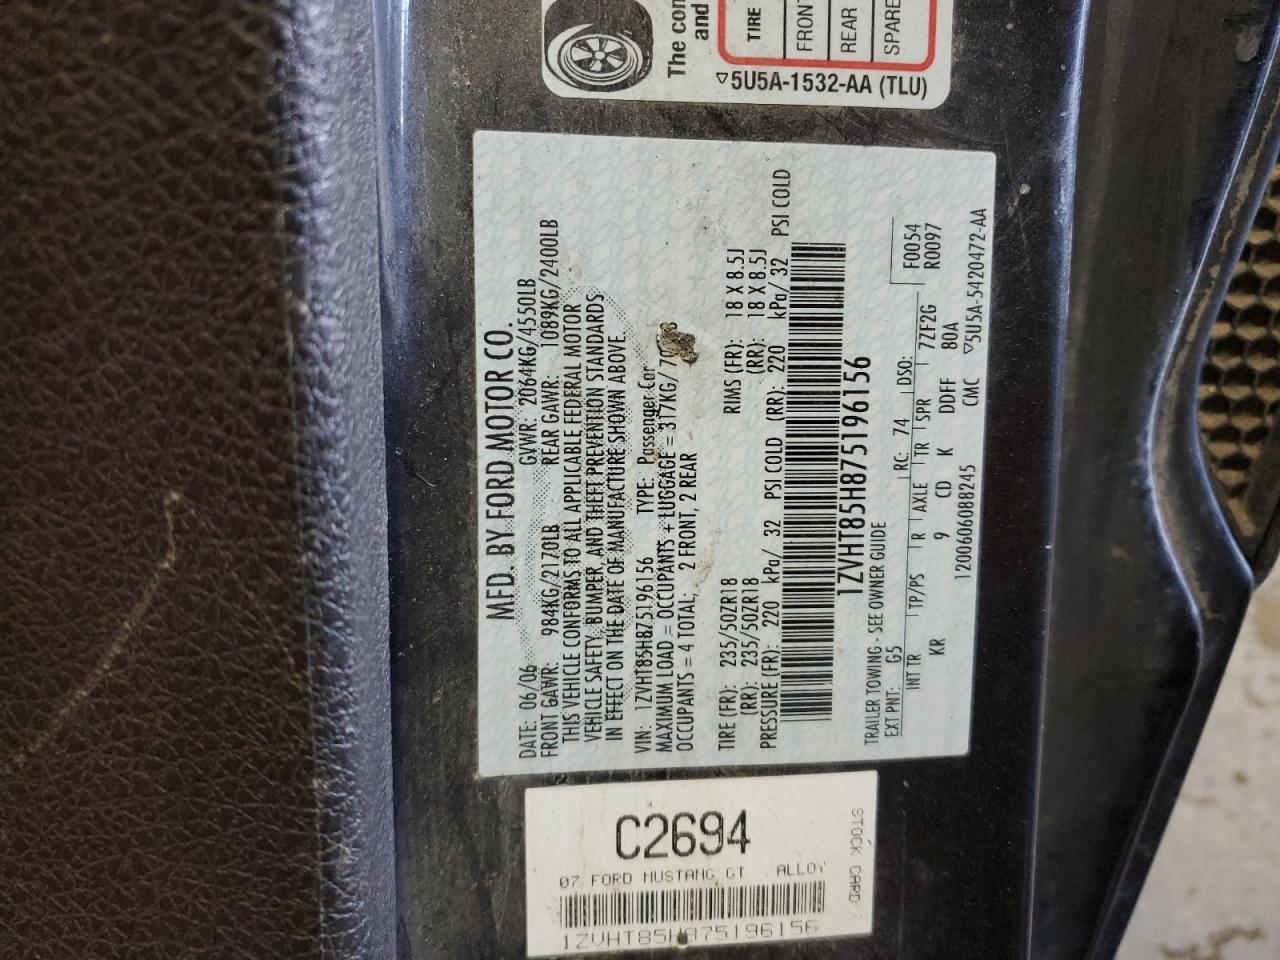 The con
and
TIRE
FRONT
REAR
SPARE
▽5U5A-1532-AA (TLU)
MFD. BY FORD MOTOR CO.
DATE: 06/06 GVWR: 2064KG/4550LB
FRONT GAWR: 984KG/2170LB REAR GAWR: 1089KG/2400LB
THIS VEHICLE CONFORMS TO ALL APPLICABLE FEDERAL MOTOR
VEHICLE SAFETY, BUMPER, AND THEFT PREVENTION STANDARDS
IN EFFECT ON THE DATE OF MANUFACTURE SHOWN ABOVE.
VIN: 1ZVHT85H875196156 TYPE: Passenger Car
MAXIMUM LOAD = OCCUPANTS + LUGGAGE = 317KG/
OCCUPANTS = 4 TOTAL, 2 FRONT, 2 REAR
TIRE (FR): 235/50ZR18 RIMS (FR): 18 X 8.5J
(RR): 235/50ZR18 (RR): 18 X 8.5J
PRESSURE (FR): 220 kPa/ 32 PSI COLD (RR): 220 kPa/ 32 PSI COLD
1ZVHT85H875196156
TRAILER TOWING - SEE OWNER GUIDE
EXT PNT: G5 RC: 74 DSO: F0054
R0097
INT TR TP/PS R AXLE TR SPR 7ZF2G
KR 9 CD K DDFF 80A
120060608B245 CMC ▽5U5A-5420472-AA
C2694
07 FORD MUSTANG GT ALLOY
1ZVHT85H875196156
STOCK CARD